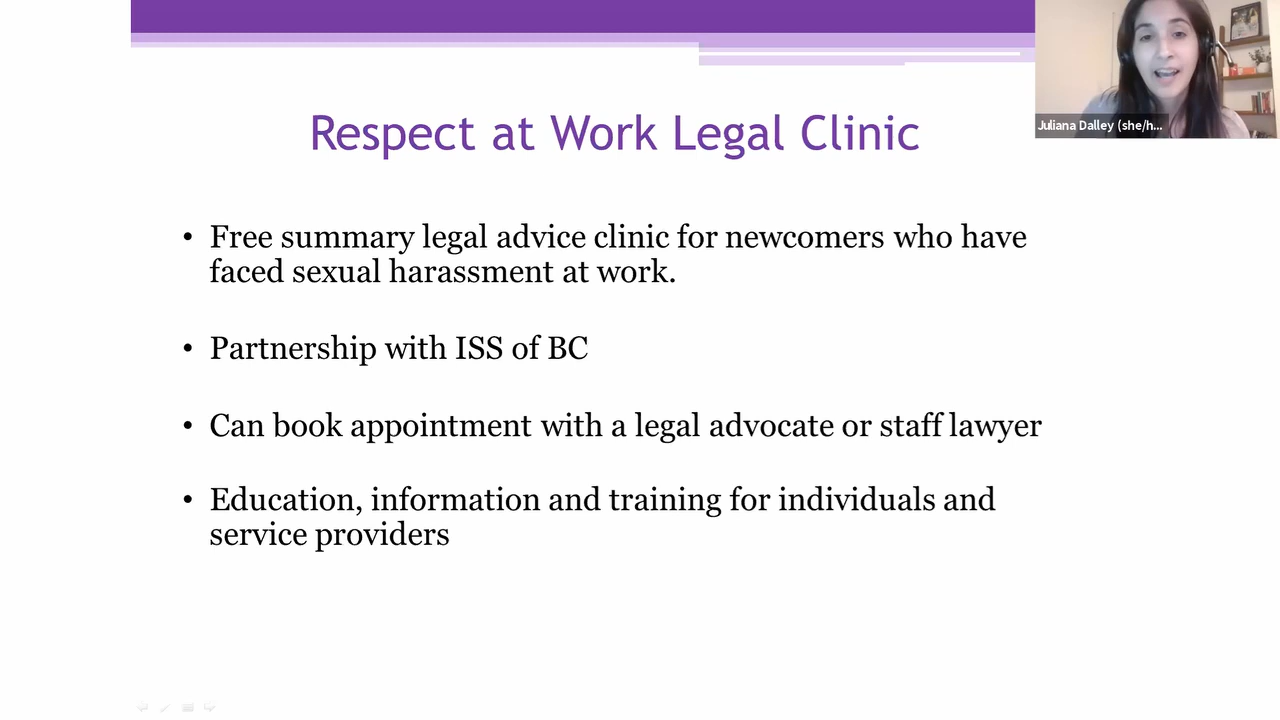 Juliana Dalley (she/h...
Respect at Work Legal Clinic
• Free summary legal advice clinic for newcomers who have
faced sexual harassment at work.
• Partnership with ISS of BC
• Can book appointment with a legal advocate or staff lawyer
• Education, information and training for individuals and
service providers